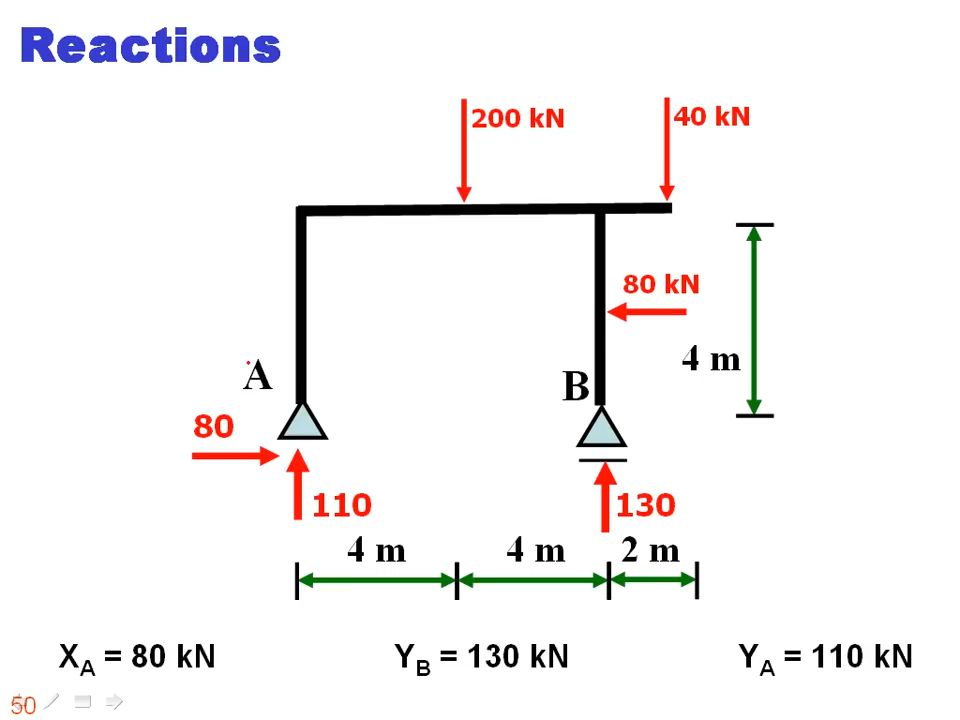 Reactions
200 kN
40 kN
80 kN
4 m
A
B
80
110
130
4 m
4 m
2 m
XA = 80 kN
YB = 130 kN
YA = 110 kN
50